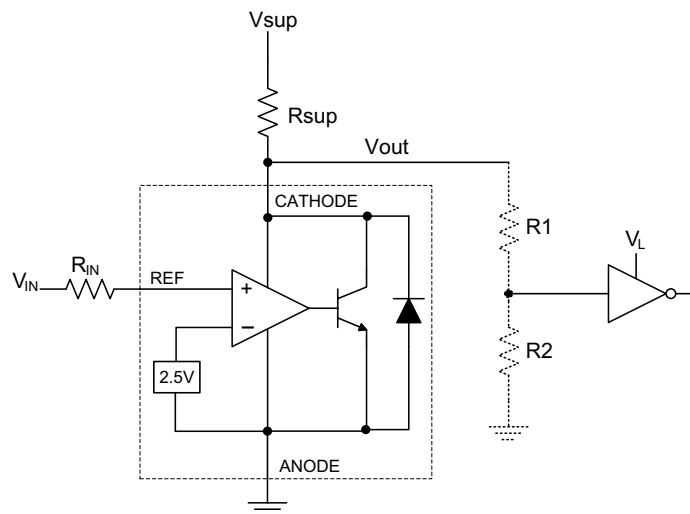 Vsup
Rsup
Vout
CATHODE
R1
RIN
VL
VIN
REF
+
−
2.5V
R2
ANODE